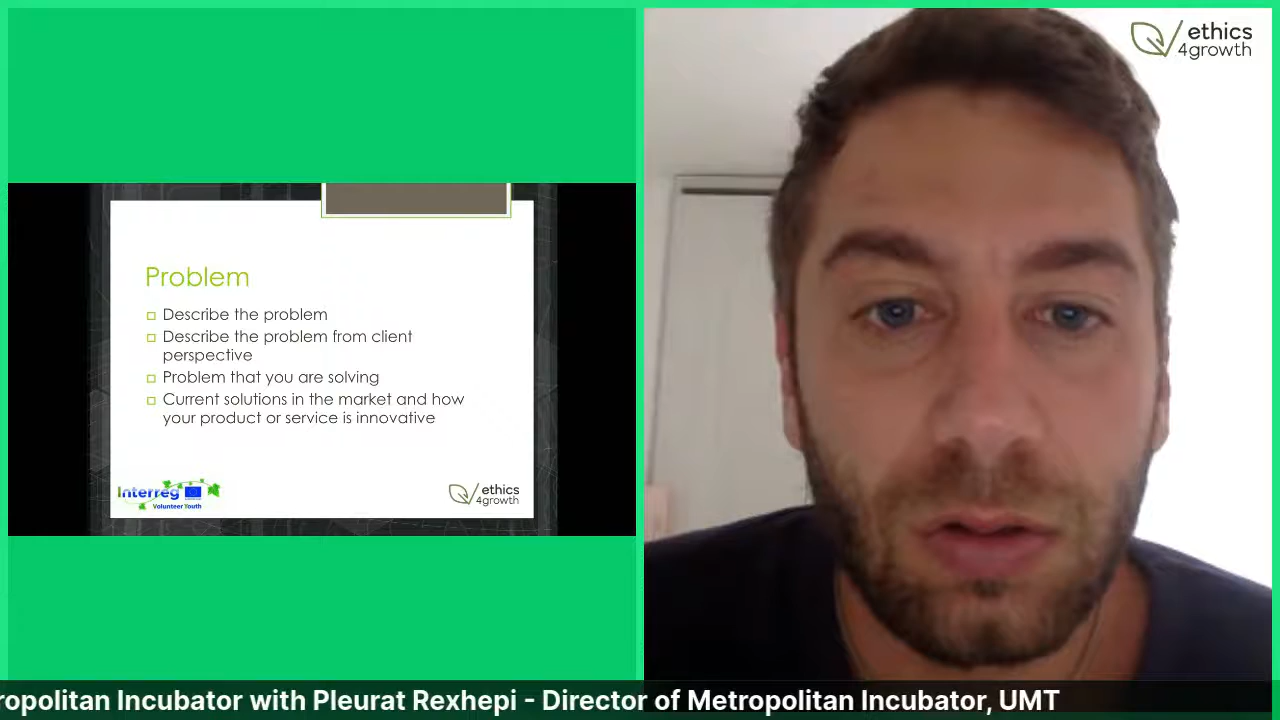 Problem
Describe the problem
Describe the problem from client
perspective
Problem that you are solving
Current solutions in the market and how
your product or service is innovative
Interreg
Volunteer Youth
ethics
4growth
ethics
4growth
ropolitan Incubator with Pleurat Rexhepi - Director of Metropolitan Incubator, UMT